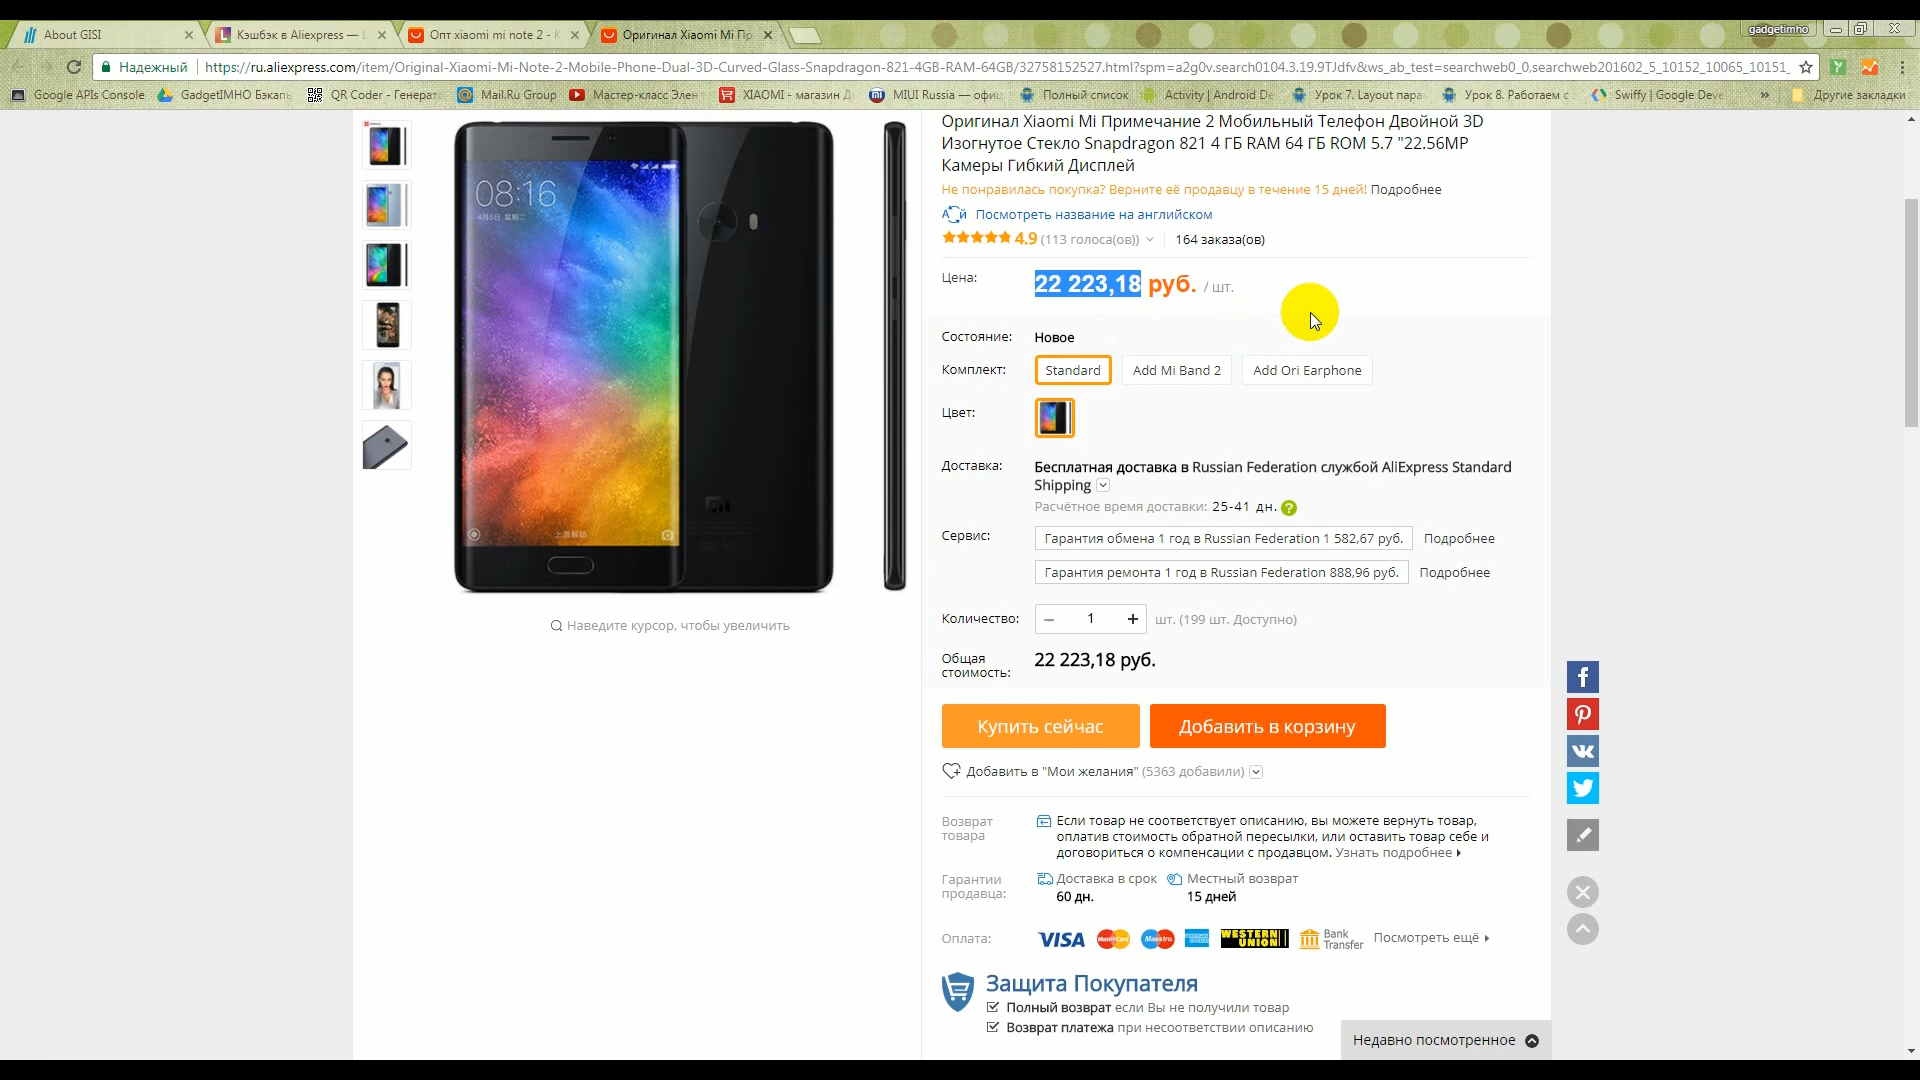 About GISI
Кэшбэк в Aliexpress — L
Опт xiaomi mi note 2 - К
Оригинал Xiaomi Mi Пр
gadgetimho
Надежный
https://ru.aliexpress.com/item/Original-Xiaomi-Mi-Note-2-Mobile-Phone-Dual-3D-Curved-Glass-Snapdragon-821-4GB-RAM-64GB/32758152527.html?spm=a2g0v.search0104.3.19.9TJdfv&ws_ab_test=searchweb0_0,searchweb201602_5_10152_10065_10151_
Google APIs Console
GadgetIMHO Бэкапы
QR Coder - Генерат
Mail.Ru Group
Мастер-класс Элен
XIAOMI - магазин
MIUI Russia — офиц
Полный список
Activity | Android De
Урок 7. Layout пара
Урок 8. Работаем с
Swiffy | Google Deve
»
Другие закладки
Оригинал Xiaomi Mi Примечание 2 Мобильный Телефон Двойной 3D
Изогнутое Стекло Snapdragon 821 4 ГБ RAM 64 ГБ ROM 5.7 "22.56MP
Камеры Гибкий Дисплей
Не понравилась покупка? Верните её продавцу в течение 15 дней! Подробнее
Посмотреть название на английском
4.9 (113 голоса(ов)) 164 заказа(ов)
Цена: 22 223,18 руб. / шт.
Состояние: Новое
Комплект: Standard Add Mi Band 2 Add Ori Earphone
Цвет:
Доставка: Бесплатная доставка в Russian Federation службой AliExpress Standard
Shipping
Расчётное время доставки: 25-41 дн. ?
Сервис: Гарантия обмена 1 год в Russian Federation 1 582,67 руб. Подробнее
Гарантия ремонта 1 год в Russian Federation 888,96 руб. Подробнее
Количество: − 1 + шт. (199 шт. Доступно)
Общая
стоимость: 22 223,18 руб.
Купить сейчас
Добавить в корзину
Добавить в "Мои желания" (5363 добавили)
Возврат
товара
Если товар не соответствует описанию, вы можете вернуть товар,
оплатив стоимость обратной пересылки, или оставить товар себе и
договориться о компенсации с продавцом. Узнать подробнее
Гарантии
продавца:
Доставка в срок
60 дн.
Местный возврат
15 дней
Оплата: VISA MasterCard Maestro WESTERN UNION Bank Transfer Посмотреть ещё
Защита Покупателя
Полный возврат если Вы не получили товар
Возврат платежа при несоответствии описанию
Недавно посмотренное
08:16
Наведите курсор, чтобы увеличить